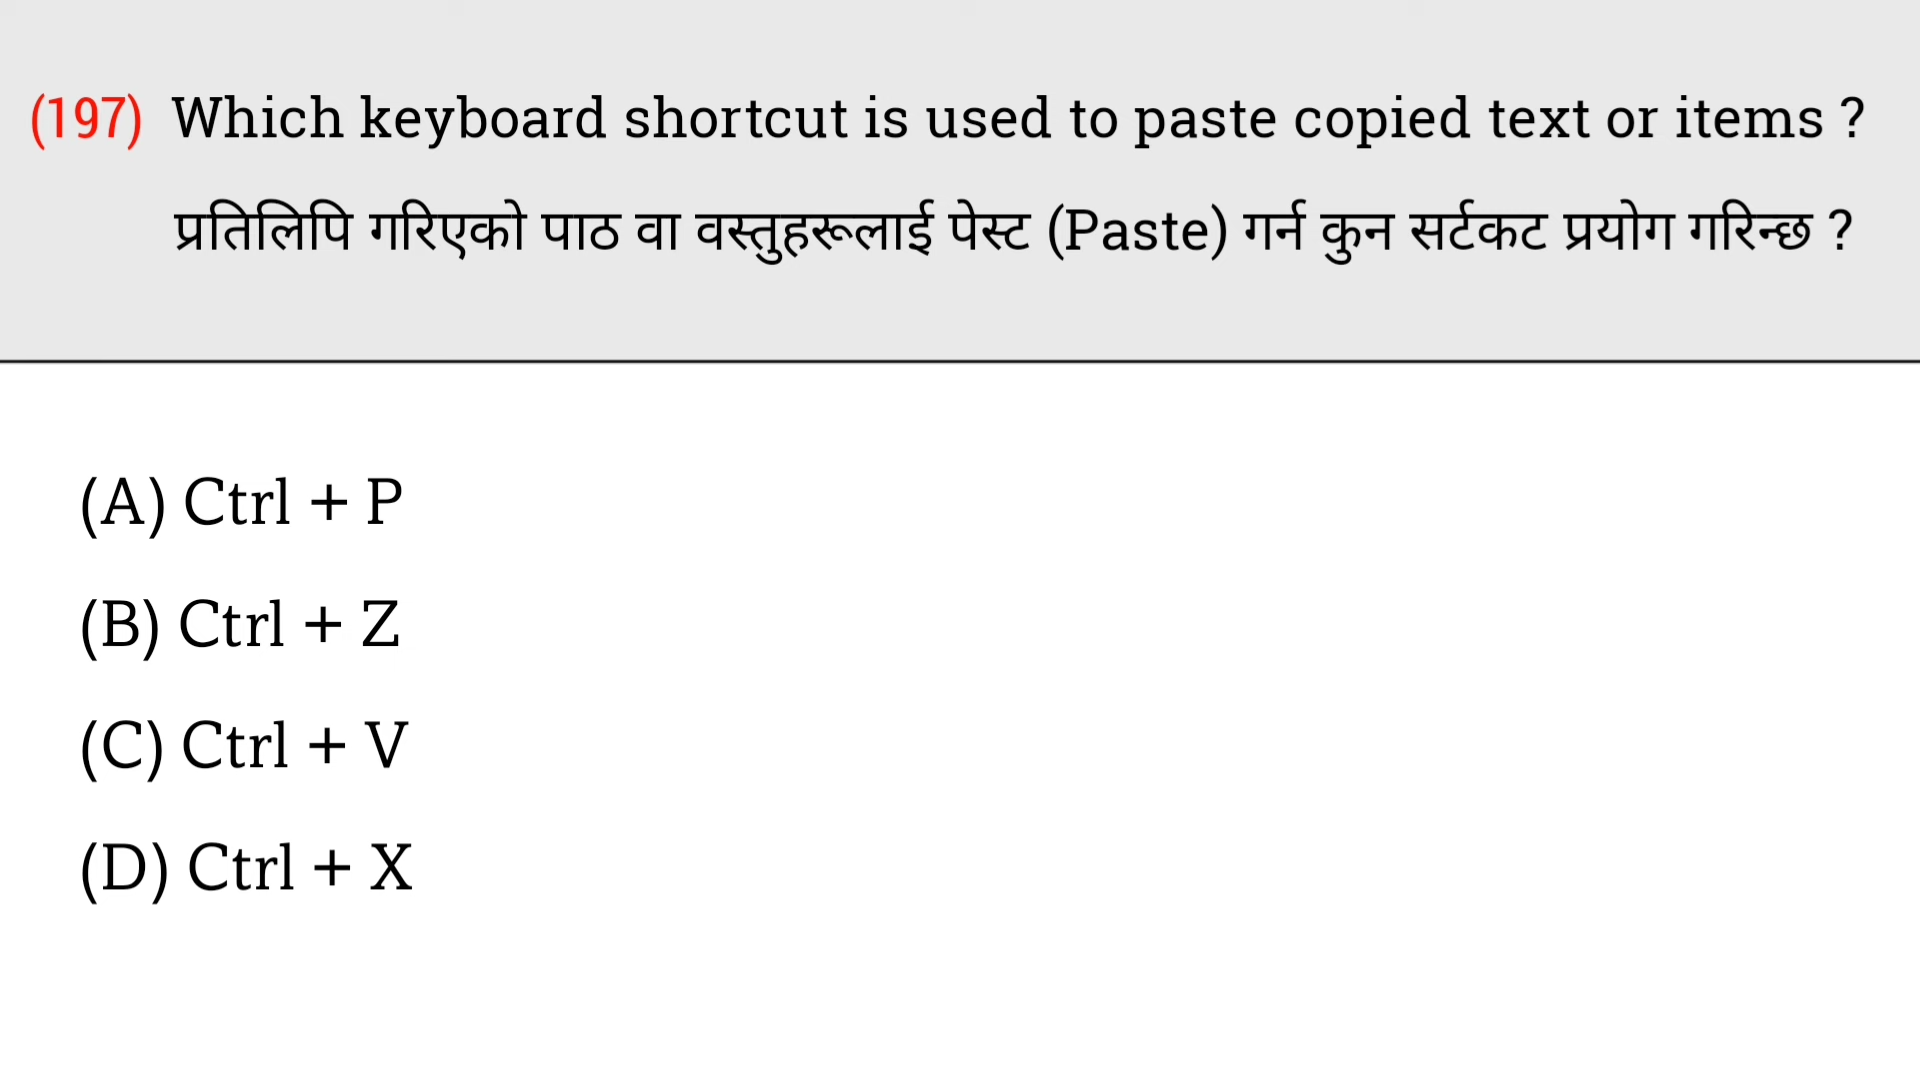 (197) Which keyboard shortcut is used to paste copied text or items ?
प्रतिलिपि गरिएको पाठ वा वस्तुहरूलाई पेस्ट (Paste) गर्न कुन सर्टकट प्रयोग गरिन्छ ?
(A) Ctrl + P
(B) Ctrl + Z
(C) Ctrl + V
(D) Ctrl + X